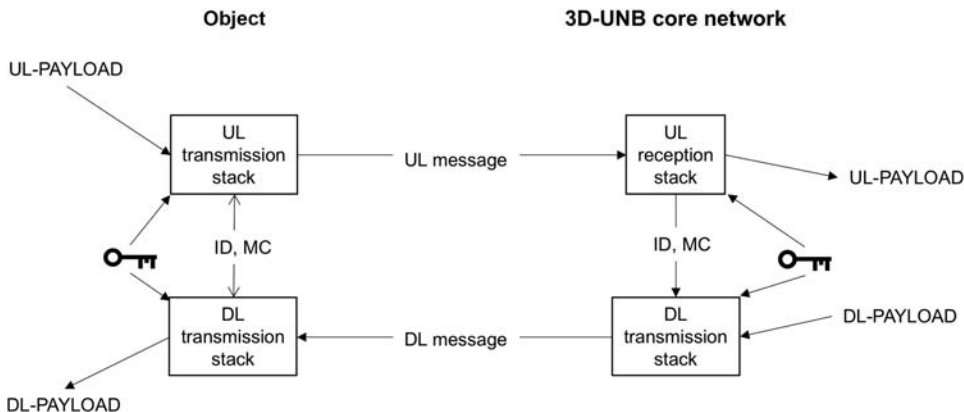 Object
3D-UNB core network
UL-PAYLOAD
UL
transmission
stack
UL message
UL
reception
stack
UL-PAYLOAD
ID, MC
ID, MC
DL
transmission
stack
DL message
DL
transmission
stack
DL-PAYLOAD
DL-PAYLOAD